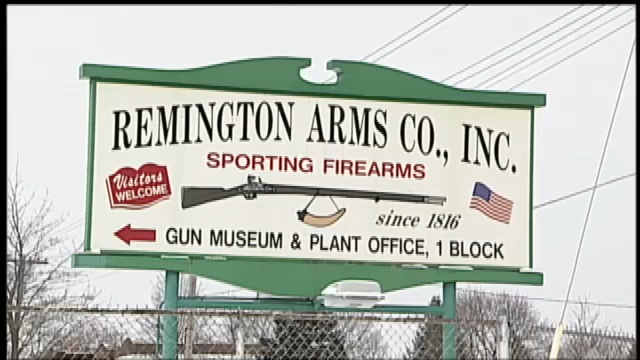 REMINGTON ARMS CO., INC.
SPORTING FIREARMS
Visitors
WELCOME
since 1816
GUN MUSEUM & PLANT OFFICE, 1 BLOCK